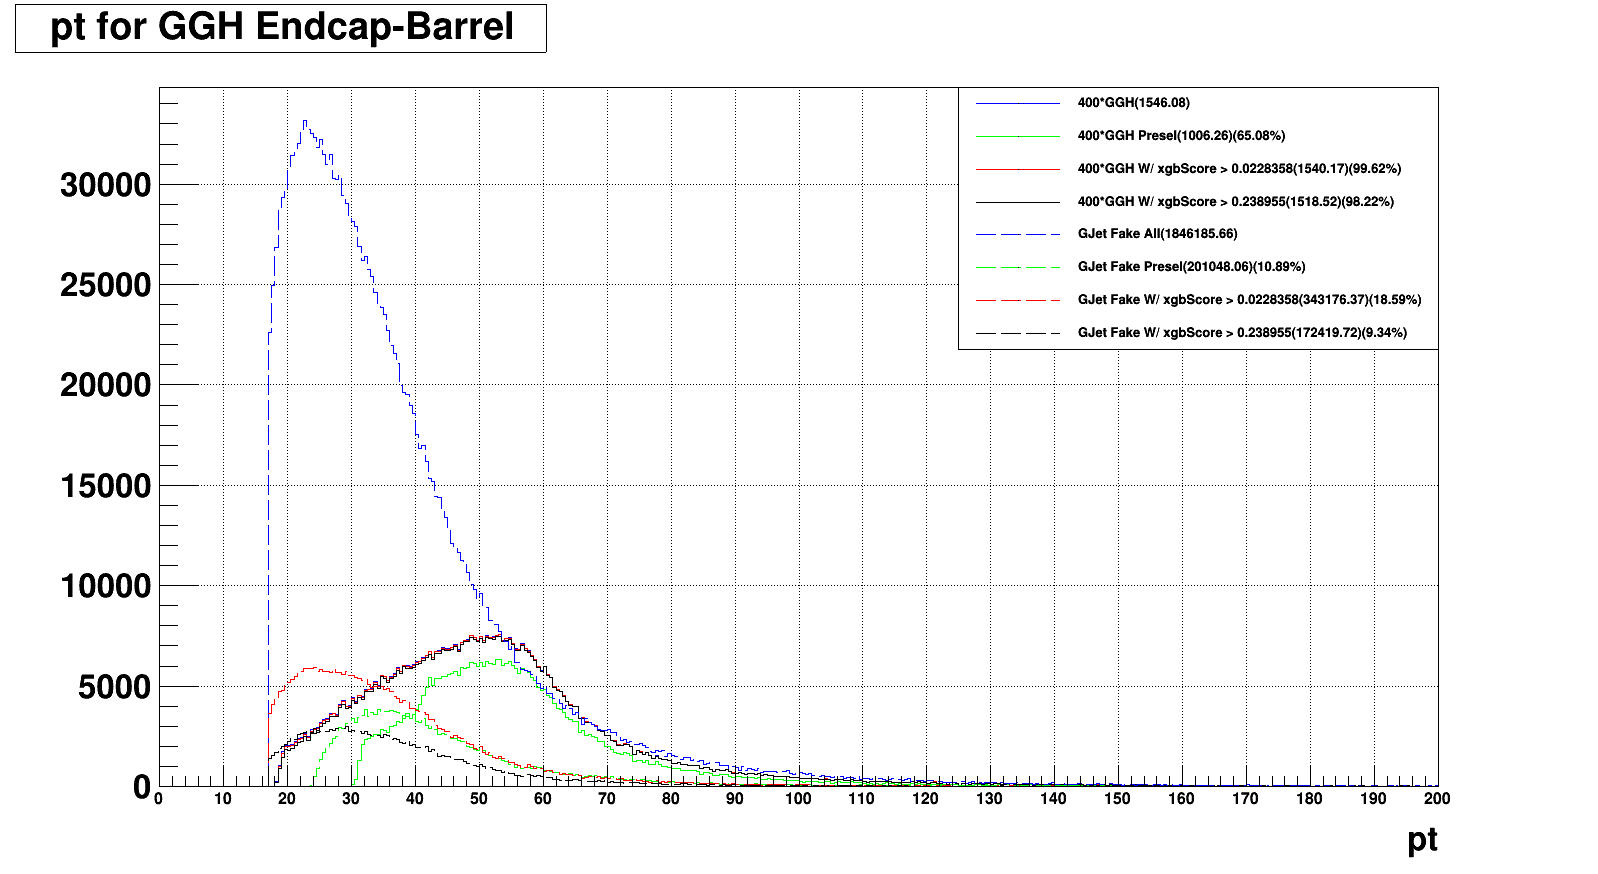 pt for GGH Endcap-Barrel
400*GGH(1546.08)
400*GGH Presel(1006.26)(65.08%)
400*GGH W/ xgbScore > 0.0228358(1540.17)(99.62%)
400*GGH W/ xgbScore > 0.238955(1518.52)(98.22%)
GJet Fake All(1846185.66)
GJet Fake Presel(201048.06)(10.89%)
GJet Fake W/ xgbScore > 0.0228358(343176.37)(18.59%)
GJet Fake W/ xgbScore > 0.238955(172419.72)(9.34%)
30000
25000
20000
15000
10000
5000
0
0 10 20 30 40 50 60 70 80 90 100 110 120 130 140 150 160 170 180 190 200
pt